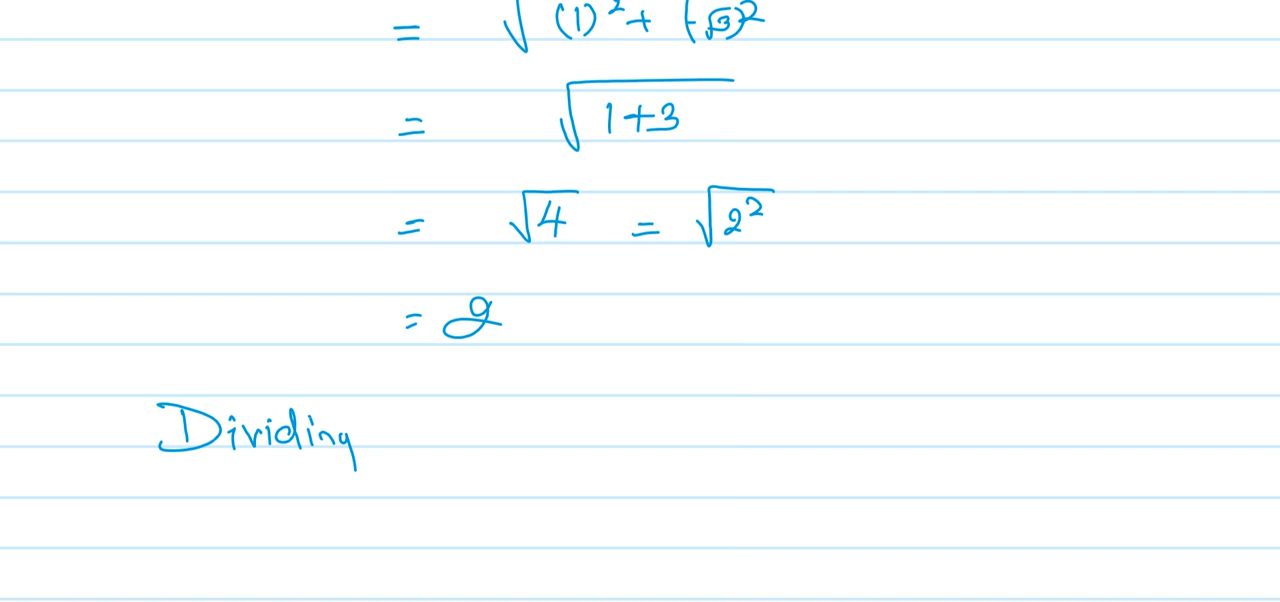 = √(1)² + (-√3)²
= √1+3
= √4 = √2²
= 2
Dividing